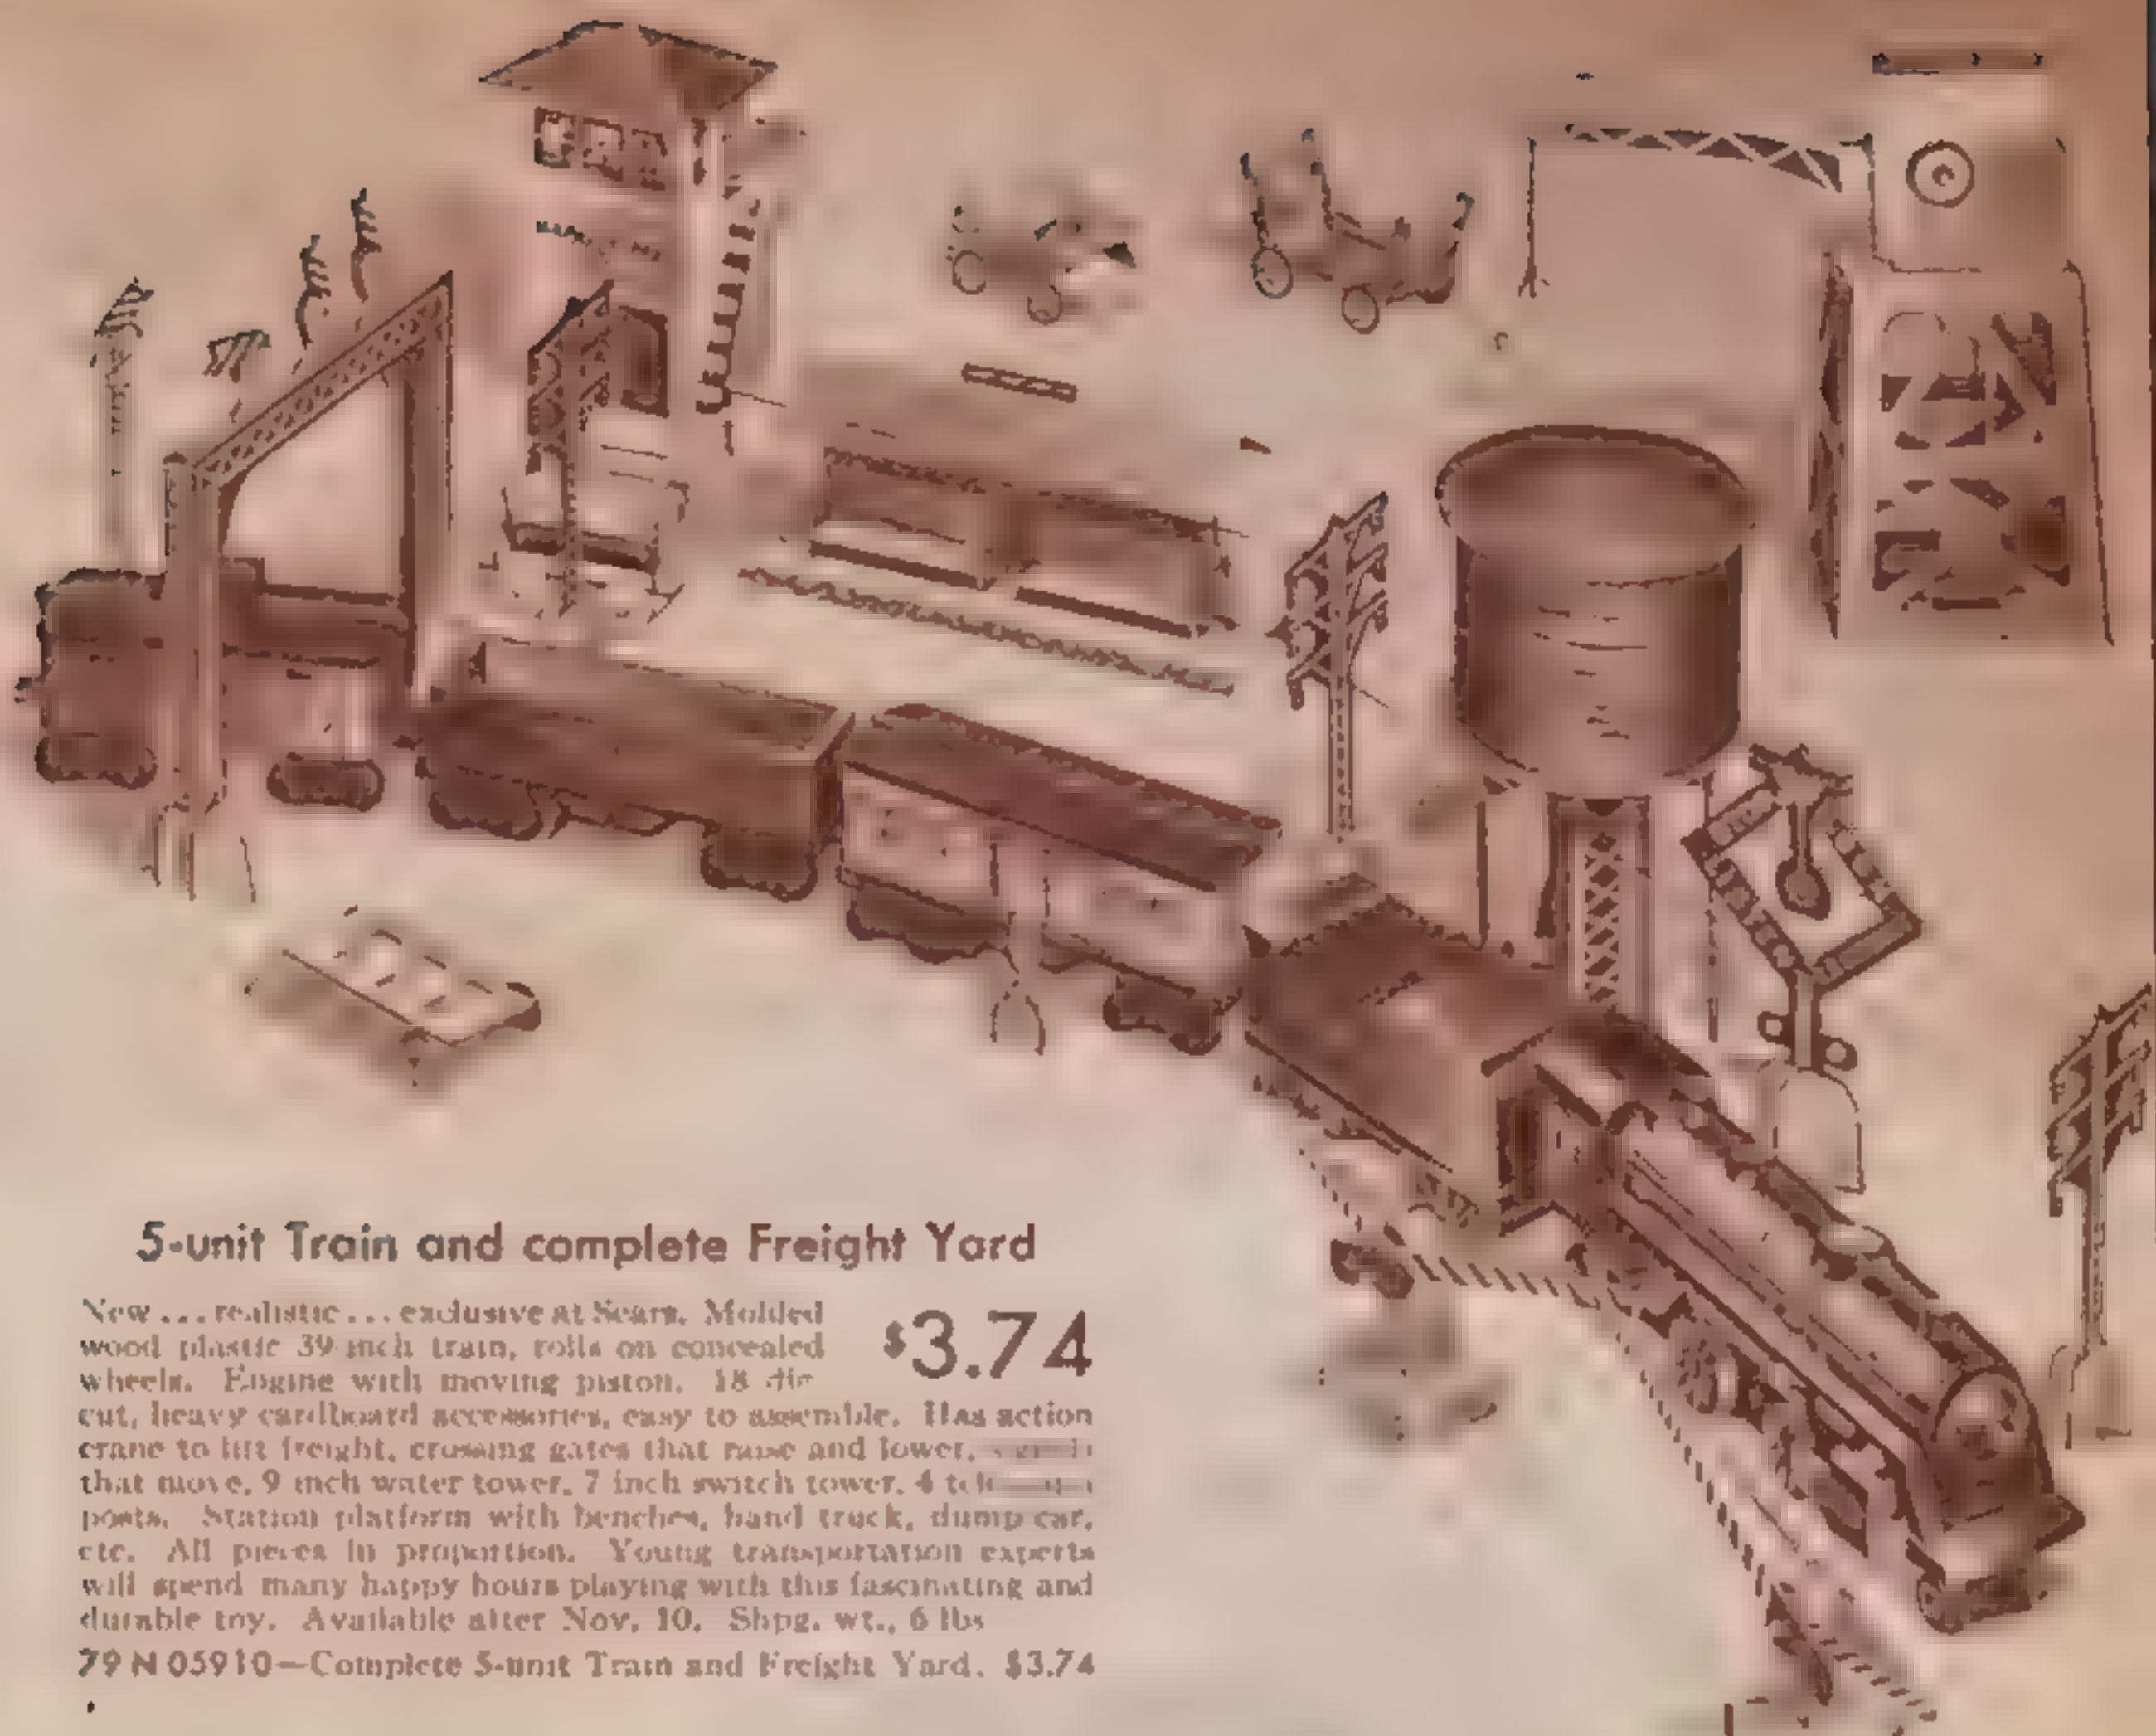 5-unit Train and complete Freight Yard
New...realistic...exclusive at Sears. Molded
wood plastic 39-inch train, rolls on concealed
wheels. Engine with moving piston. 18 die
$3.74
cut, heavy cardboard accessories, easy to assemble. Has action
crane to lift freight, crossing gates that raise and lower,
that move, 9 inch water tower, 7 inch switch tower, 4
posts. Station platform with benches, hand truck, dump car,
etc. All pieces in proportion. Young transportation experts
will spend many happy hours playing with this fascinating and
durable toy. Available after Nov. 10. Shpg. wt., 6 lbs
79 N 05910—Complete 5-unit Train and Freight Yard. $3.74